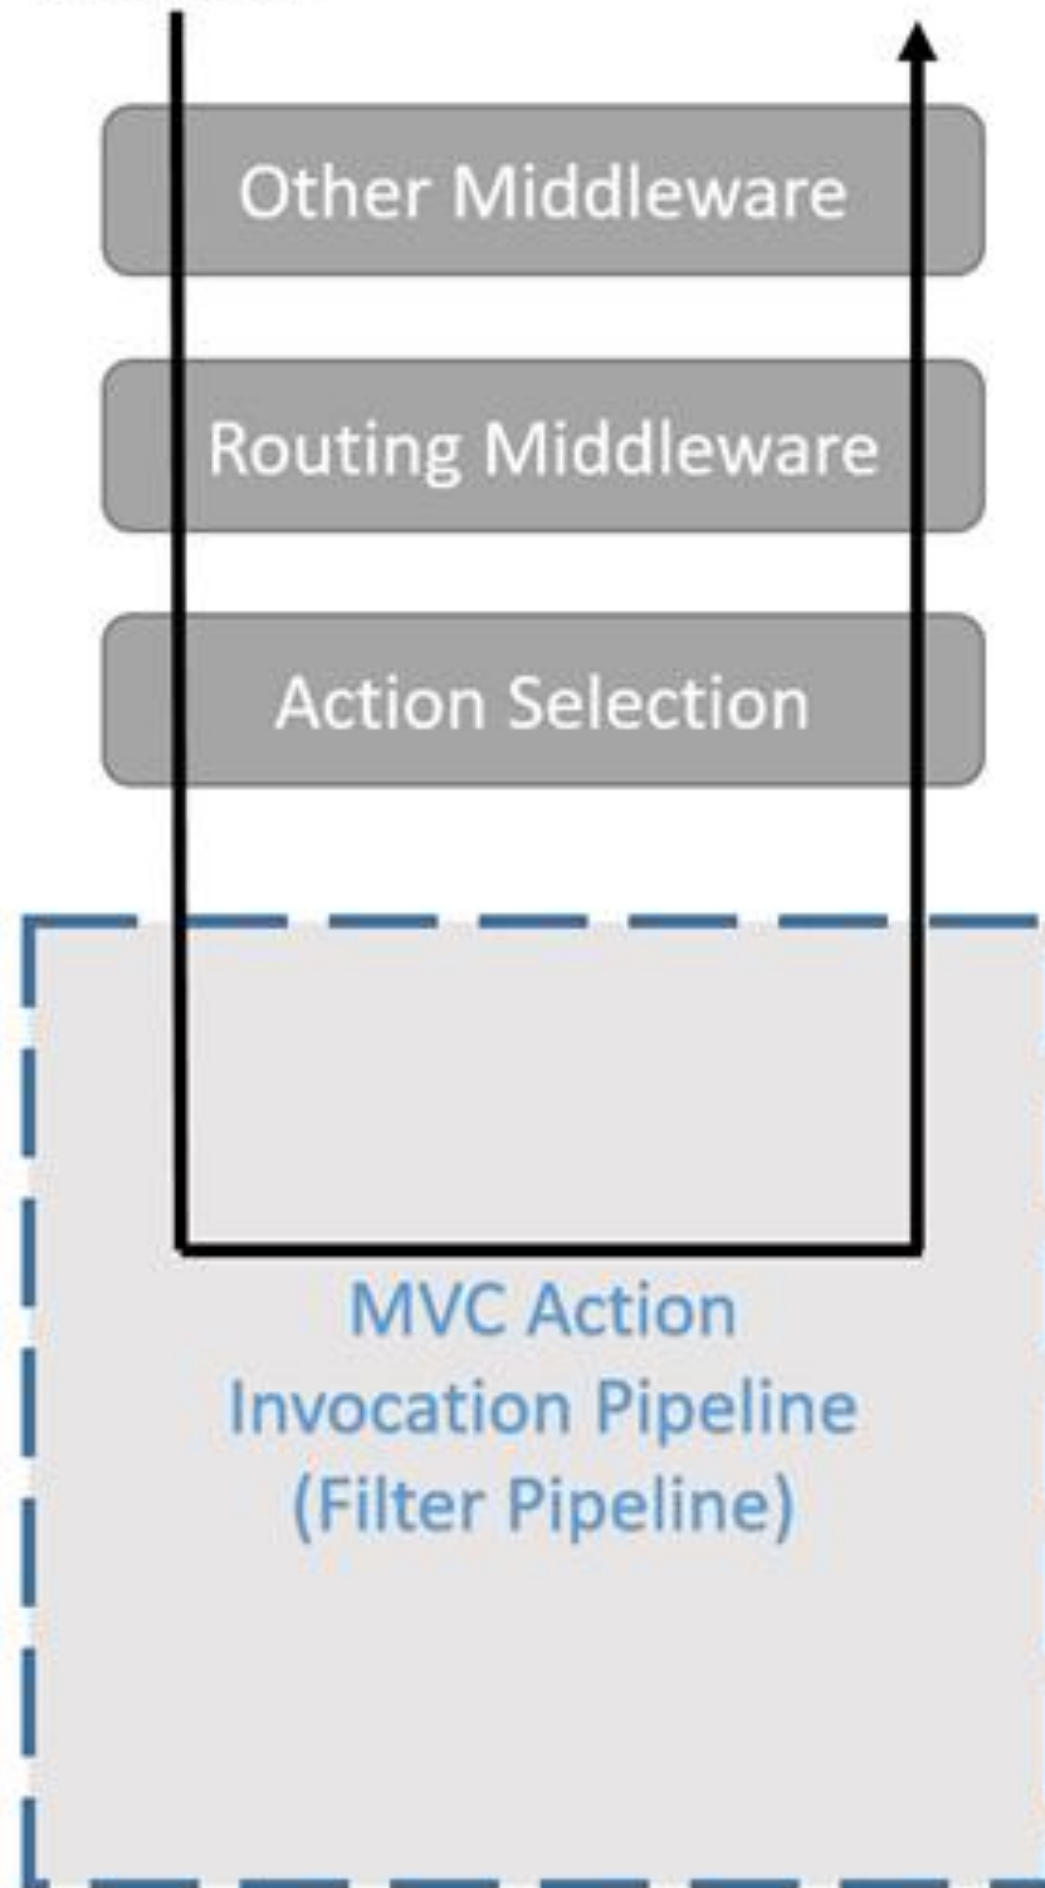 Other Middleware
Routing Middleware
Action Selection
MVC Action
Invocation Pipeline
(Filter Pipeline)